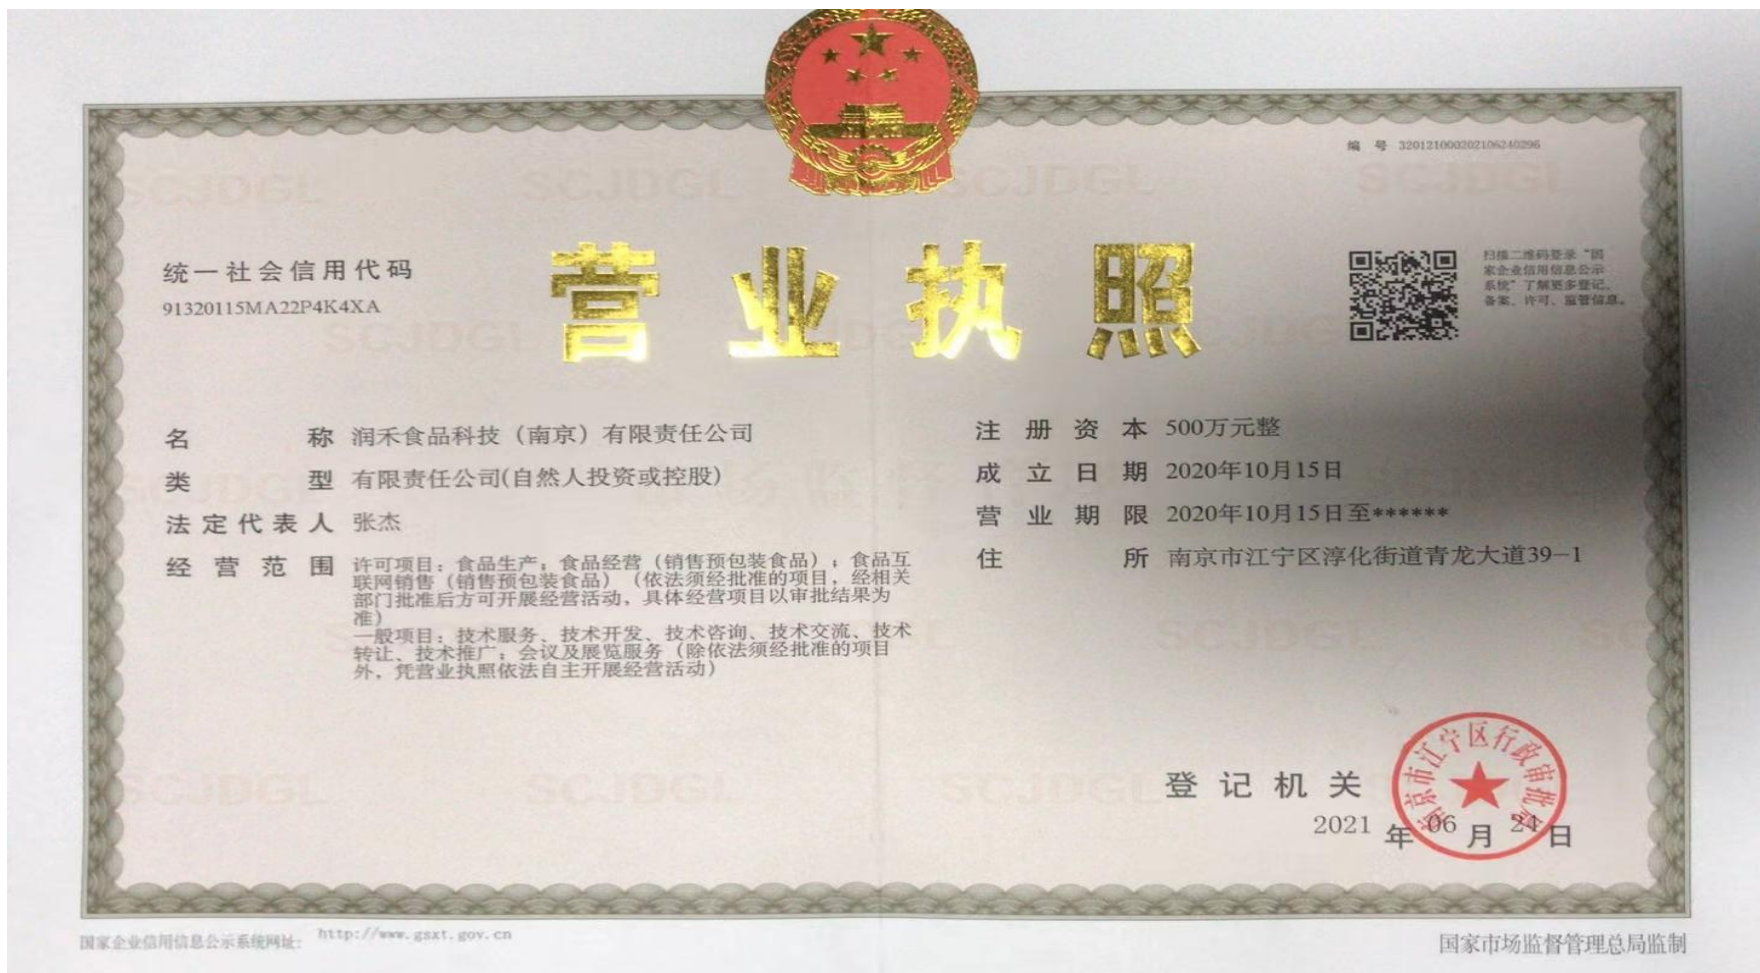 编 号 320121000202106240296
统一社会信用代码
91320115MA22P4K4XA
营业执照
扫描二维码登录“国
家企业信用信息公示
系统”了解更多登记、
备案、许可、监管信息。
名 称 润禾食品科技（南京）有限责任公司
类 型 有限责任公司(自然人投资或控股)
法定代表人 张杰
经营范围 许可项目：食品生产；食品经营（销售预包装食品）；食品互
联网销售（销售预包装食品）（依法须经批准的项目，经相关
部门批准后方可开展经营活动，具体经营项目以审批结果为
准）
一般项目：技术服务、技术开发、技术咨询、技术交流、技术
转让、技术推广；会议及展览服务（除依法须经批准的项目
外，凭营业执照依法自主开展经营活动）
注册资本 500万元整
成立日期 2020年10月15日
营业期限 2020年10月15日至******
住 所 南京市江宁区淳化街道青龙大道39-1
登记机关
南京市江宁区行政审批局
2021 年 06 月 24 日
国家企业信用信息公示系统网址: http://www.gsxt.gov.cn
国家市场监督管理总局监制
SCJDGL